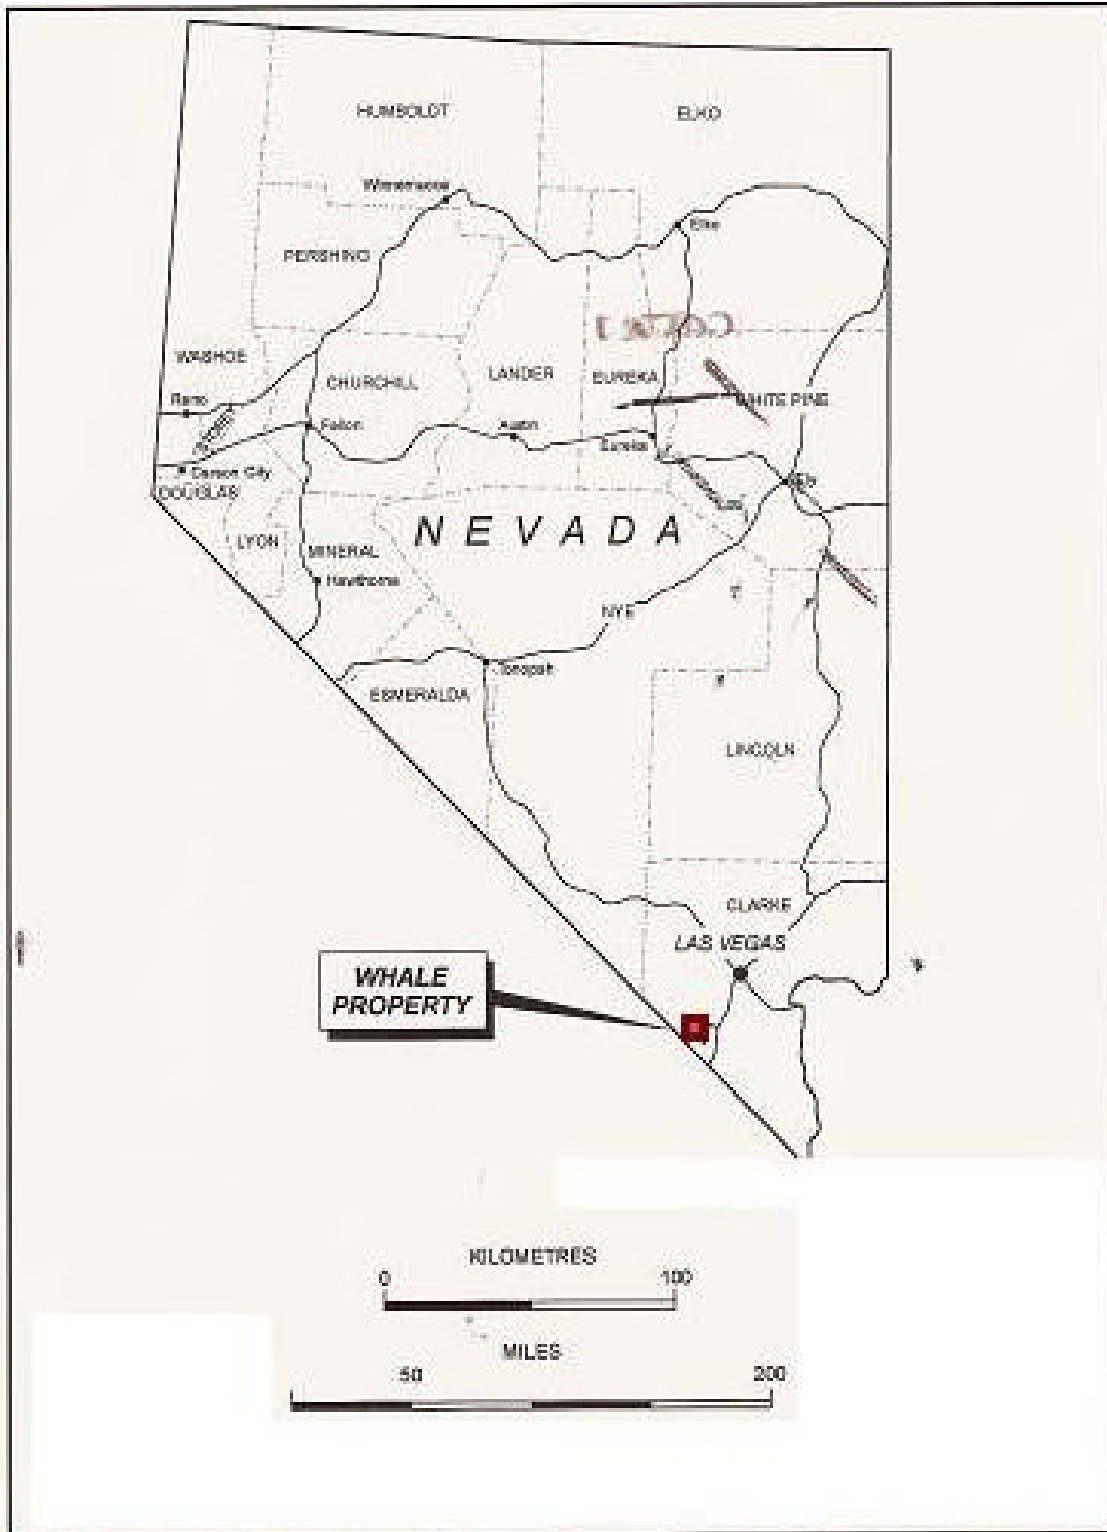 HUMBOLDT
ELKO
Winnemucca
Elko
PERSHING
WASHOE
CHURCHILL
LANDER
EUREKA
WHITE PINE
Reno
Fallon
Austin
Eureka
Carson City
DOUGLAS
NEVADA
LYON
MINERAL
Hawthorne
NYE
Tonopah
ESMERALDA
LINCOLN
CLARKE
LAS VEGAS
WHALE
PROPERTY
KILOMETRES
0 100
MILES
50 200